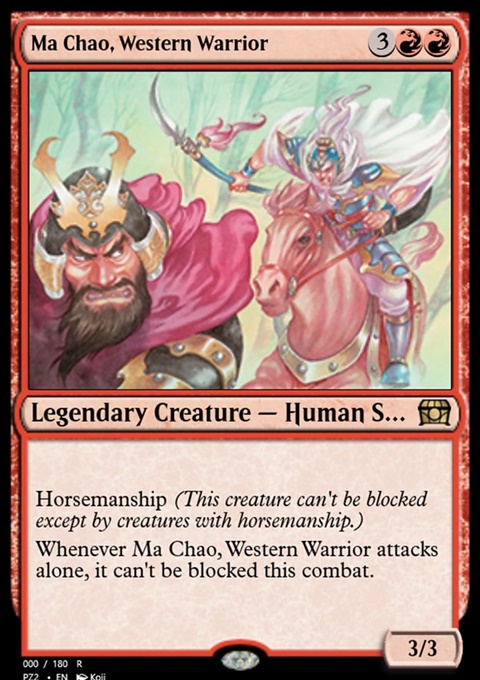 Ma Chao, Western Warrior 3
Legendary Creature — Human S...
Horsemanship (This creature can't be blocked
except by creatures with horsemanship.)
Whenever Ma Chao, Western Warrior attacks
alone, it can't be blocked this combat.
3/3
000 / 180 R
PZ2 • EN Koji